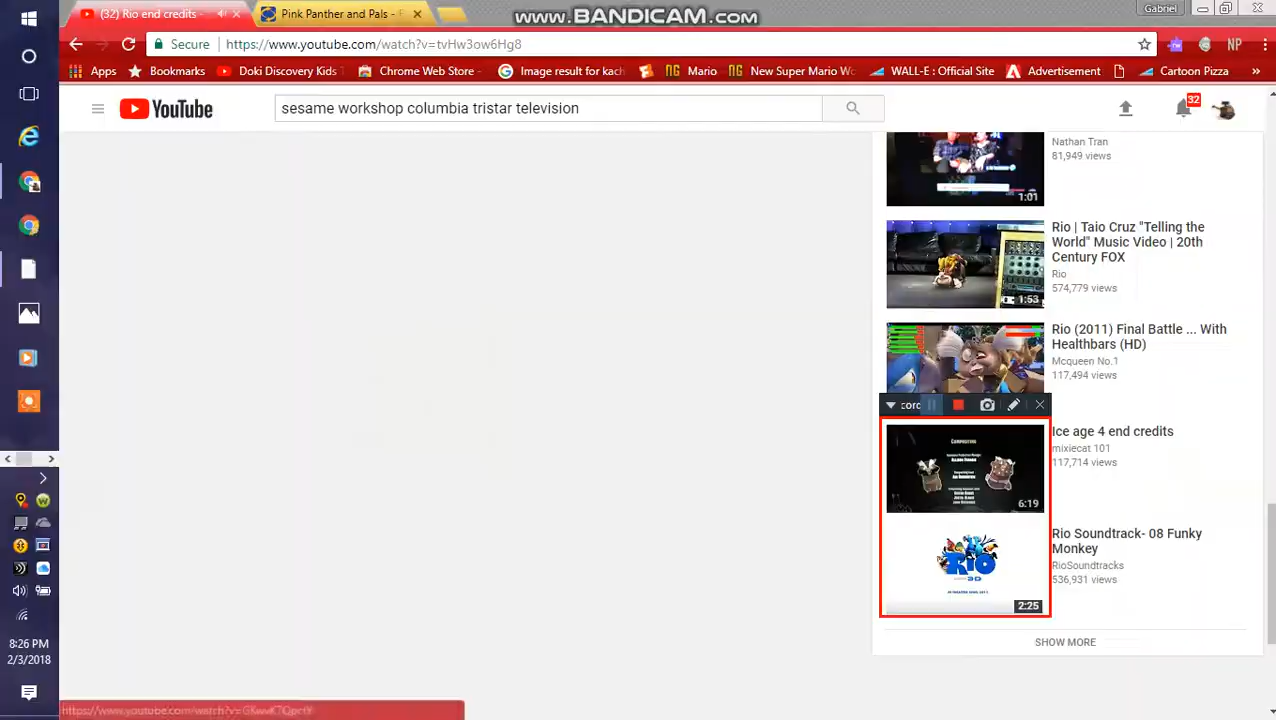 www.BANDICAM.com
Gabriel
(32) Rio end credits -
Pink Panther and Pals - F
Secure
https://www.youtube.com/watch?v=tvHw3ow6Hg8
NP
Apps
Bookmarks
Doki Discovery Kids
Chrome Web Store -
Image result for kach
Mario
New Super Mario Wo
WALL-E : Official Site
Advertisement
Cartoon Pizza
»
YouTube
sesame workshop columbia tristar television
32
Nathan Tran
81,949 views
1:01
Rio | Taio Cruz "Telling the
World" Music Video | 20th
Century FOX
Rio
574,779 views
1:53
Rio (2011) Final Battle ... With
Healthbars (HD)
Mcqueen No.1
117,494 views
corc
Ice age 4 end credits
mixiecat 101
117,714 views
COMPOSITING
6:19
Rio Soundtrack- 08 Funky
Monkey
RioSoundtracks
536,931 views
RIO
3D
2:25
SHOW MORE
8:26 PM
2/3/2018